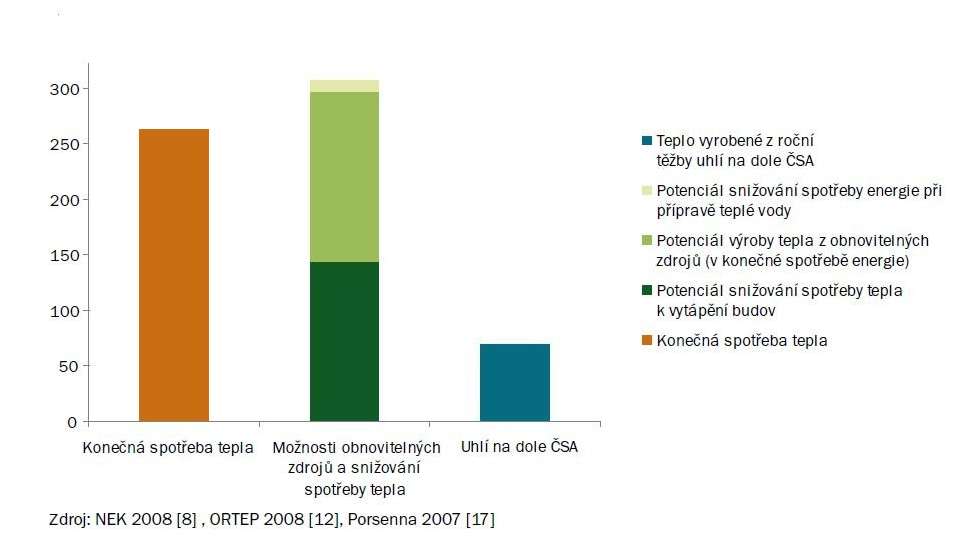 300
250
200
150
100
50
0
Konečná spotřeba tepla
Možnosti obnovitelných
zdrojů a snižování
spotřeby tepla
Uhlí na dole ČSA
Teplo vyrobené z roční
těžby uhlí na dole ČSA
Potenciál snižování spotřeby energie při
přípravě teplé vody
Potenciál výroby tepla z obnovitelných
zdrojů (v konečné spotřebě energie)
Potenciál snižování spotřeby tepla
k vytápění budov
Konečná spotřeba tepla
Zdroj: NEK 2008 [8] , ORTEP 2008 [12], Porsenna 2007 [17]